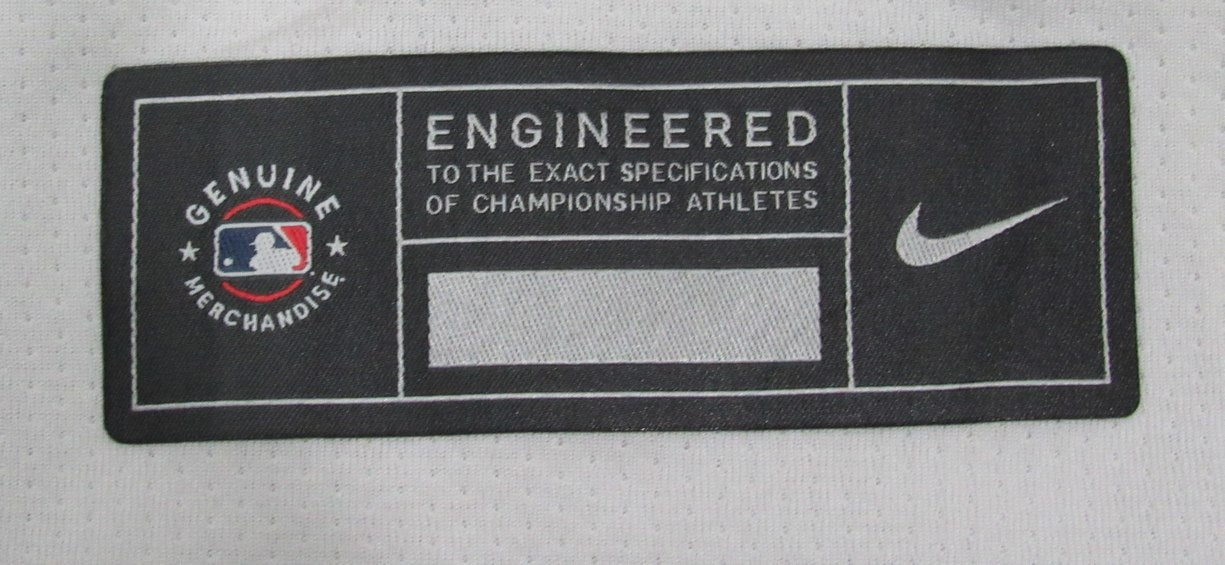 GENUINE
MERCHANDISE
ENGINEERED
TO THE EXACT SPECIFICATIONS
OF CHAMPIONSHIP ATHLETES